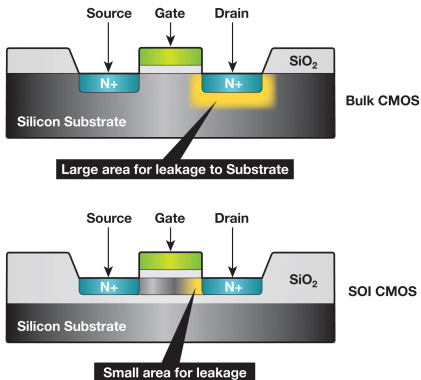 Source Gate Drain
SiO₂
N+ N+
Bulk CMOS
Silicon Substrate
Large area for leakage to Substrate
Source Gate Drain
N+ N+
SiO₂
SOI CMOS
Silicon Substrate
Small area for leakage